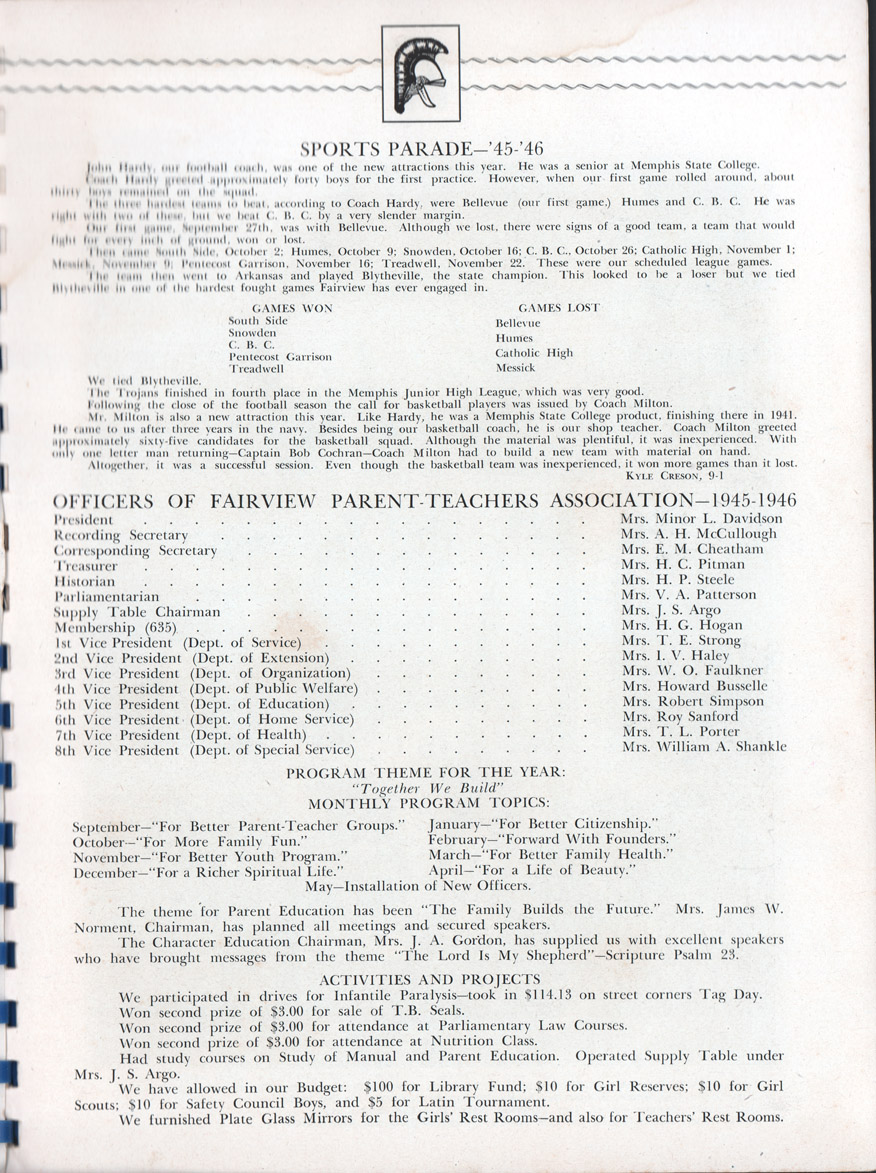 SPORTS PARADE—'45-'46
John Hardy, our football coach, was one of the new attractions this year. He was a senior at Memphis State College.
Coach Hardy greeted approximately forty boys for the first practice. However, when our first game rolled around, about
thirty boys remained on the squad.
The three hardest teams to beat, according to Coach Hardy, were Bellevue (our first game,) Humes and C. B. C. He was
right with two of these, but we beat C. B. C. by a very slender margin.
Our first game, September 27th, was with Bellevue. Although we lost, there were signs of a good team, a team that would
fight for every inch of ground, won or lost.
Then came South Side, October 2; Humes, October 9; Snowden, October 16; C. B. C., October 26; Catholic High, November 1;
Messick, November 9; Pentecost Garrison, November 16; Treadwell, November 22. These were our scheduled league games.
The team then went to Arkansas and played Blytheville, the state champion. This looked to be a loser but we tied
Blytheville in one of the hardest fought games Fairview has ever engaged in.
GAMES WON
South Side
Snowden
C. B. C.
Pentecost Garrison
Treadwell
GAMES LOST
Bellevue
Humes
Catholic High
Messick
We tied Blytheville.
The Trojans finished in fourth place in the Memphis Junior High League, which was very good.
Following the close of the football season the call for basketball players was issued by Coach Milton.
Mr. Milton is also a new attraction this year. Like Hardy, he was a Memphis State College product, finishing there in 1941.
He came to us after three years in the navy. Besides being our basketball coach, he is our shop teacher. Coach Milton greeted
approximately sixty-five candidates for the basketball squad. Although the material was plentiful, it was inexperienced. With
only one letter man returning—Captain Bob Cochran—Coach Milton had to build a new team with material on hand.
Altogether, it was a successful session. Even though the basketball team was inexperienced, it won more games than it lost.
KYLE CRESON, 9-1
OFFICERS OF FAIRVIEW PARENT-TEACHERS ASSOCIATION—1945-1946
President . . . . . . . . . . . . . . . . . . Mrs. Minor L. Davidson
Recording Secretary . . . . . . . . . . . . . . . Mrs. A. H. McCullough
Corresponding Secretary . . . . . . . . . . . . . . Mrs. E. M. Cheatham
Treasurer . . . . . . . . . . . . . . . . . . Mrs. H. C. Pitman
Historian . . . . . . . . . . . . . . . . . . Mrs. H. P. Steele
Parliamentarian . . . . . . . . . . . . . . . . Mrs. V. A. Patterson
Supply Table Chairman . . . . . . . . . . . . . . Mrs. J. S. Argo
Membership (635) . . . . . . . . . . . . . . . . Mrs. H. G. Hogan
1st Vice President (Dept. of Service) . . . . . . . . . . . Mrs. T. E. Strong
2nd Vice President (Dept. of Extension) . . . . . . . . . . Mrs. I. V. Haley
3rd Vice President (Dept. of Organization) . . . . . . . . . Mrs. W. O. Faulkner
4th Vice President (Dept. of Public Welfare) . . . . . . . . . Mrs. Howard Busselle
5th Vice President (Dept. of Education) . . . . . . . . . . Mrs. Robert Simpson
6th Vice President (Dept. of Home Service) . . . . . . . . . Mrs. Roy Sanford
7th Vice President (Dept. of Health) . . . . . . . . . . . Mrs. T. L. Porter
8th Vice President (Dept. of Special Service) . . . . . . . . . Mrs. William A. Shankle
PROGRAM THEME FOR THE YEAR:
"Together We Build"
MONTHLY PROGRAM TOPICS:
September—"For Better Parent-Teacher Groups."
October—"For More Family Fun."
November—"For Better Youth Program."
December—"For a Richer Spiritual Life."
January—"For Better Citizenship."
February—"Forward With Founders."
March—"For Better Family Health."
April—"For a Life of Beauty."
May—Installation of New Officers.
The theme for Parent Education has been "The Family Builds the Future." Mrs. James W.
Norment, Chairman, has planned all meetings and secured speakers.
The Character Education Chairman, Mrs. J. A. Gordon, has supplied us with excellent speakers
who have brought messages from the theme "The Lord Is My Shepherd"—Scripture Psalm 23.
ACTIVITIES AND PROJECTS
We participated in drives for Infantile Paralysis—took in $114.13 on street corners Tag Day.
Won second prize of $3.00 for sale of T.B. Seals.
Won second prize of $3.00 for attendance at Parliamentary Law Courses.
Won second prize of $3.00 for attendance at Nutrition Class.
Had study courses on Study of Manual and Parent Education. Operated Supply Table under
Mrs. J. S. Argo.
We have allowed in our Budget: $100 for Library Fund; $10 for Girl Reserves; $10 for Girl
Scouts; $10 for Safety Council Boys, and $5 for Latin Tournament.
We furnished Plate Glass Mirrors for the Girls' Rest Rooms—and also for Teachers' Rest Rooms.